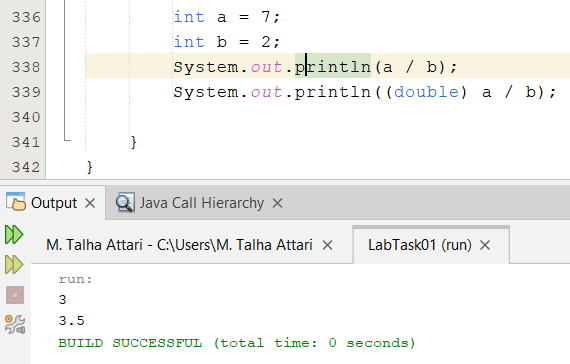 336 int a = 7;
337 int b = 2;
338 System.out.println(a / b);
339 System.out.println((double) a / b);
340
341 }
342 }
Output × Java Call Hierarchy ×
M. Talha Attari - C:\Users\M. Talha Attari × LabTask01 (run) ×
run:
3
3.5
BUILD SUCCESSFUL (total time: 0 seconds)